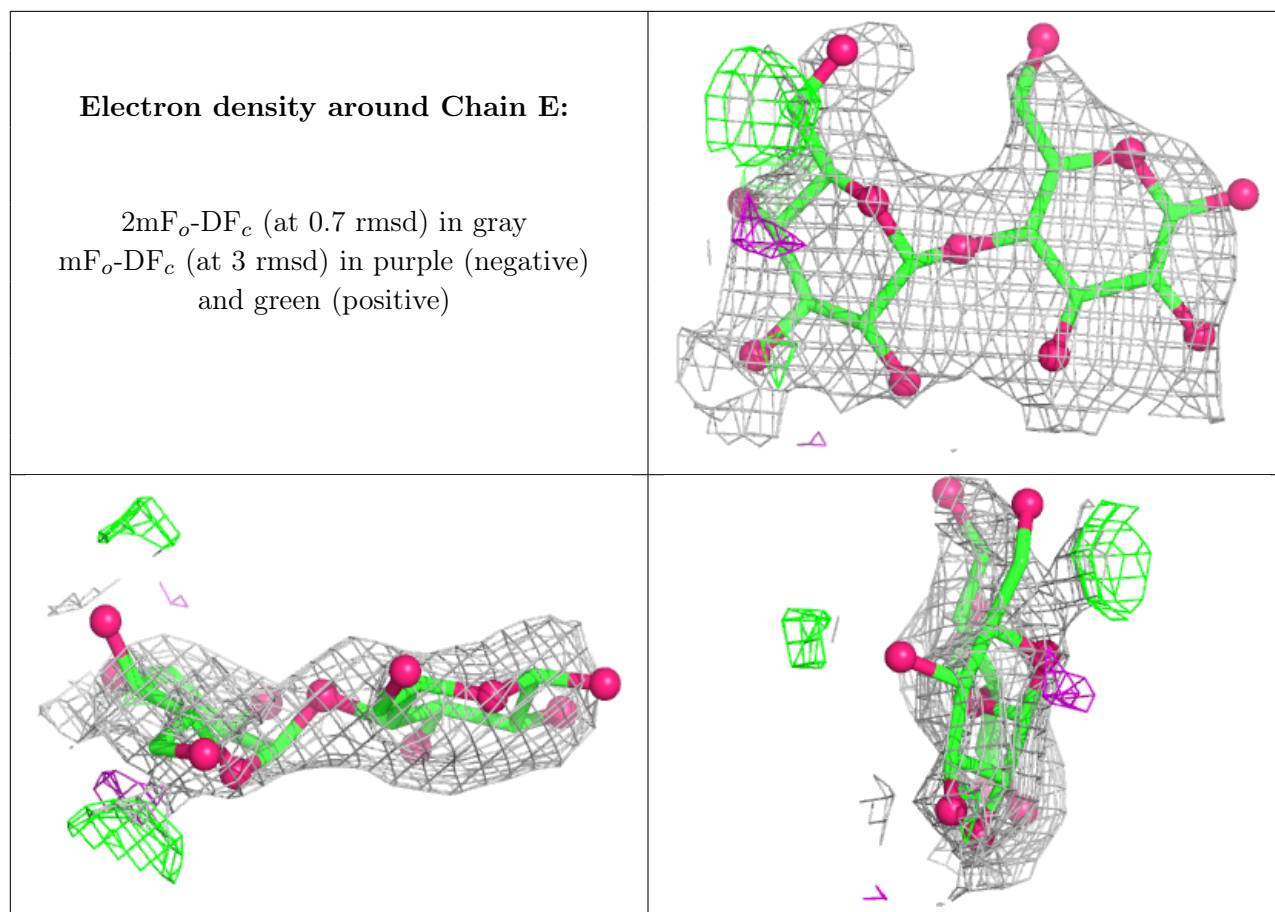 Electron density around Chain E:
2mFₒ-DF𝒸 (at 0.7 rmsd) in gray
mFₒ-DF𝒸 (at 3 rmsd) in purple (negative)
and green (positive)